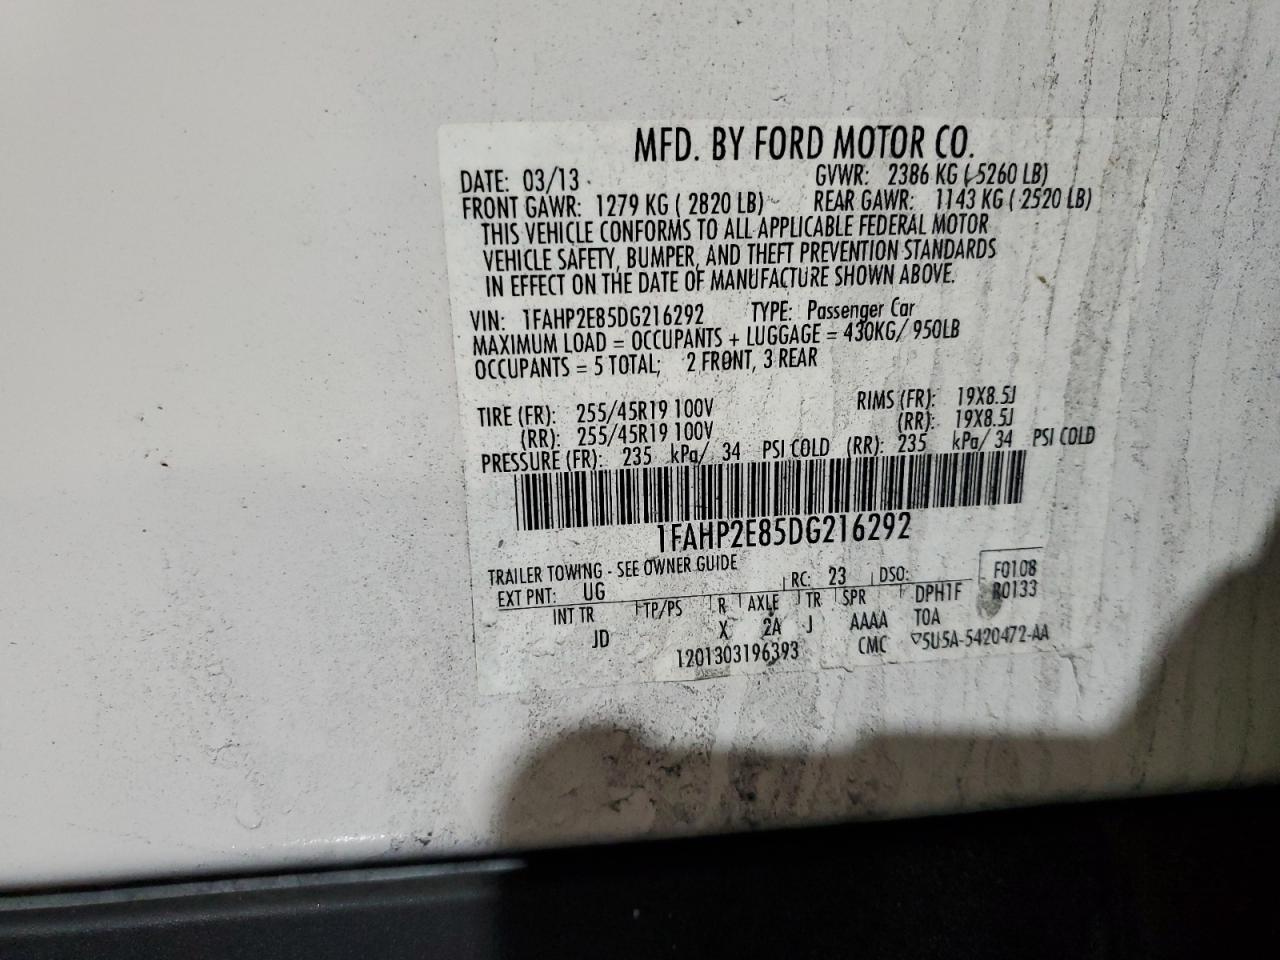 MFD. BY FORD MOTOR CO.
DATE: 03/13 GVWR: 2386 KG ( 5260 LB)
FRONT GAWR: 1279 KG ( 2820 LB) REAR GAWR: 1143 KG ( 2520 LB)
THIS VEHICLE CONFORMS TO ALL APPLICABLE FEDERAL MOTOR
VEHICLE SAFETY, BUMPER, AND THEFT PREVENTION STANDARDS
IN EFFECT ON THE DATE OF MANUFACTURE SHOWN ABOVE.
VIN: 1FAHP2E85DG216292 TYPE: Passenger Car
MAXIMUM LOAD = OCCUPANTS + LUGGAGE = 430KG/ 950LB
OCCUPANTS = 5 TOTAL; 2 FRONT, 3 REAR
TIRE (FR): 255/45R19 100V RIMS (FR): 19X8.5J
(RR): 255/45R19 100V (RR): 19X8.5J
PRESSURE (FR): 235 kPa/ 34 PSI COLD (RR): 235 kPa/ 34 PSI COLD
1FAHP2E85DG216292
TRAILER TOWING - SEE OWNER GUIDE
EXT PNT: UG RC: 23 DSO: F0108
INT TR TP/PS R AXLE TR SPR DPH1F R0133
JD X 2A J AAAA TOA
1201303196393 CMC 5U5A-5420472-AA